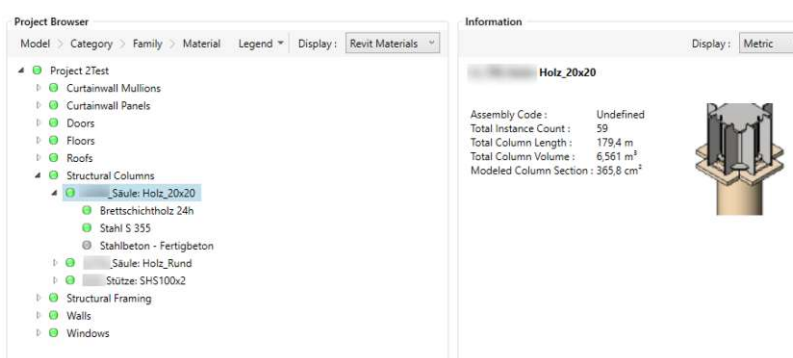 Project Browser
Model > Category > Family > Material Legend Display : Revit Materials
Project 2Test
Curtainwall Mullions
Curtainwall Panels
Doors
Floors
Roofs
Structural Columns
_Säule: Holz_20x20
Brettschichtholz 24h
Stahl S 355
Stahlbeton - Fertigbeton
_Säule: Holz_Rund
Stütze: SHS100x2
Structural Framing
Walls
Windows
Information
Display : Metric
Holz_20x20
Assembly Code : Undefined
Total Instance Count : 59
Total Column Length : 179,4 m
Total Column Volume : 6,561 m³
Modeled Column Section : 365,8 cm²